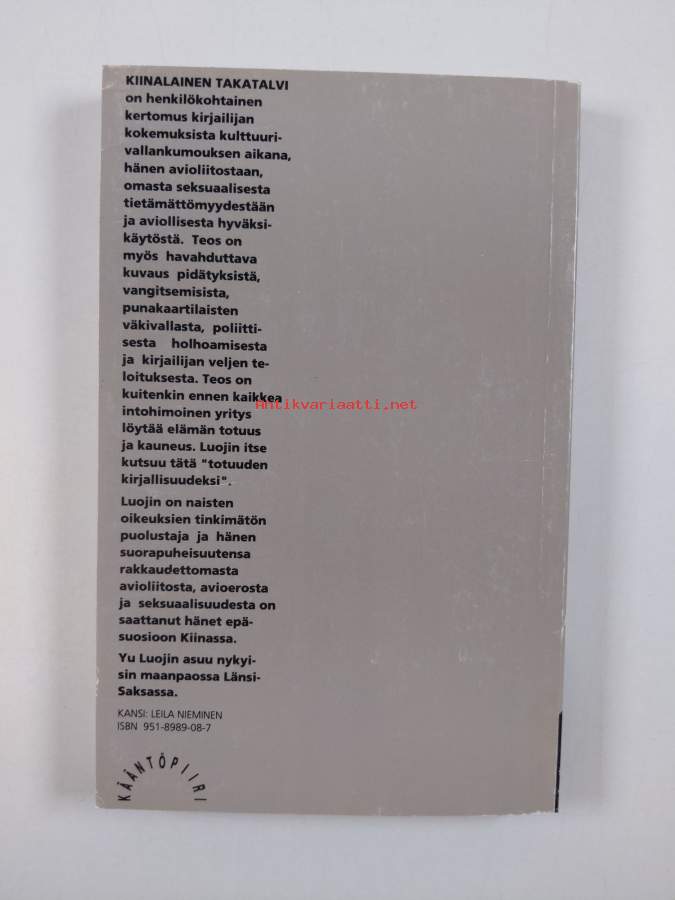 KIINALAINEN TAKATALVI
on henkilökohtainen
kertomus kirjailijan
kokemuksista kulttuuri-
vallankumouksen aikana,
hänen avioliitostaan,
omasta seksuaalisesta
tietämättömyydestään
ja aviollisesta hyväksi-
käytöstä. Teos on
myös havahduttava
kuvaus pidätyksistä,
vangitsemisista,
punakaartilaisten
väkivallasta, poliitti-
sesta holhoamisesta
ja kirjailijan veljen te-
loituksesta. Teos on
kuitenkin ennen kaikkea
Antikvariaatti.net
intohimoinen yritys
löytää elämän totuus
ja kauneus. Luojin itse
kutsuu tätä "totuuden
kirjallisuudeksi".
Luojin on naisten
oikeuksien tinkimätön
puolustaja ja hänen
suorapuheisuutensa
rakkaudettomasta
avioliitosta, avioerosta
ja seksuaalisuudesta on
saattanut hänet epä-
suosioon Kiinassa.
Yu Luojin asuu nykyi-
sin maanpaossa Länsi-
Saksassa.
KANSI: LEILA NIEMINEN
ISBN 951-8989-08-7
KÄÄNTÖPIIRI